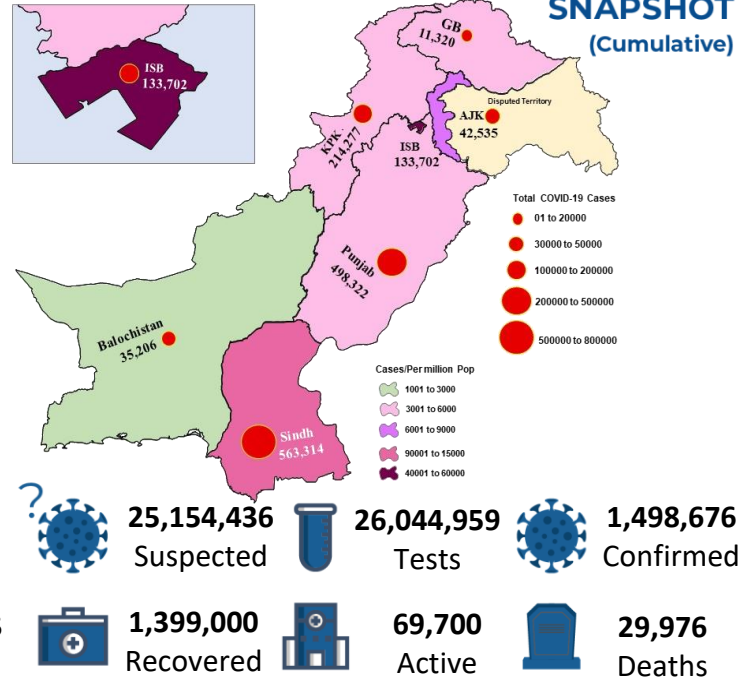 SNAPSHOT
(Cumulative)
ISB
133,702
GB
11,320
Disputed Territory
AJK
42,535
KPK.
214,277
ISB
133,702
Punjab
498,322
Balochistan
35,206
Sindh
563,314
Total COVID-19 Cases
01 to 20000
30000 to 50000
100000 to 200000
200000 to 500000
500000 to 800000
Cases/Per million Pop
1001 to 3000
3001 to 6000
6001 to 9000
90001 to 15000
40001 to 60000
?
25,154,436
Suspected
26,044,959
Tests
1,498,676
Confirmed
1,399,000
Recovered
69,700
Active
29,976
Deaths